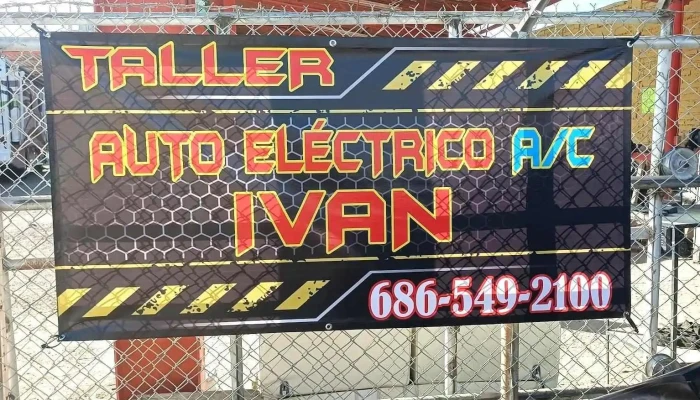 TALLER
AUTO ELÉCTRICO A/C
IVAN
686-549-2100